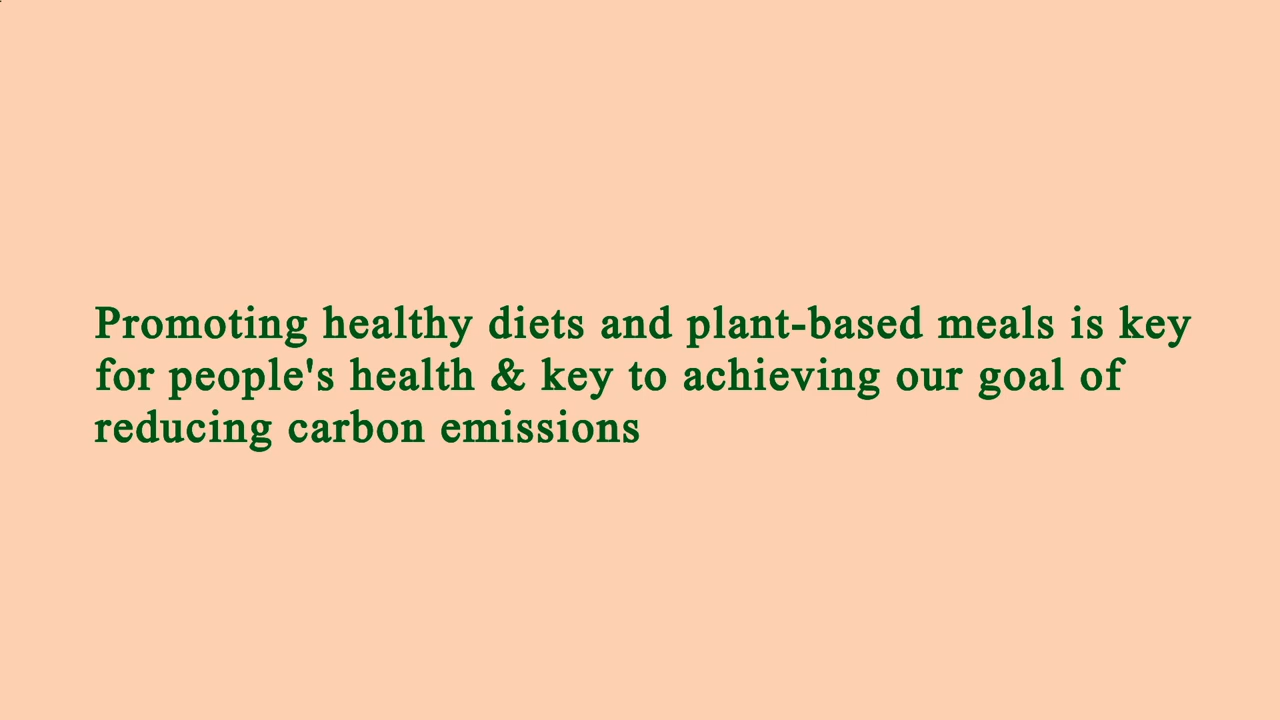 Promoting healthy diets and plant-based meals is key
for people's health & key to achieving our goal of
reducing carbon emissions